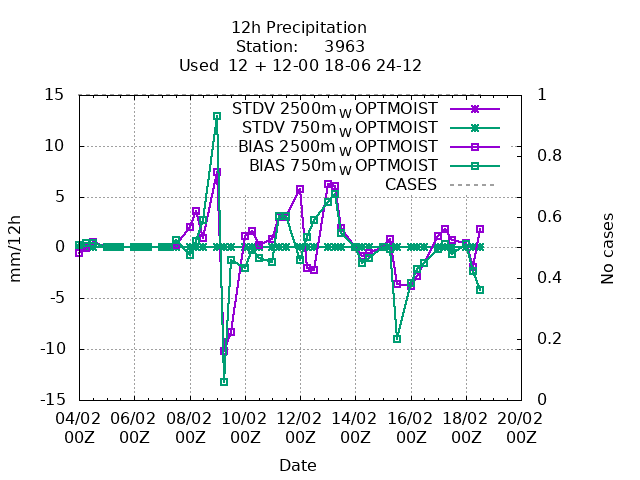 12h Precipitation
Station: 3963
Used 12 + 12-00 18-06 24-12
STDV 2500m_W OPTMOIST
STDV 750m_W OPTMOIST
BIAS 2500m_W OPTMOIST
BIAS 750m_W OPTMOIST
CASES
mm/12h
15
10
5
0
-5
-10
-15
No cases
1
0.8
0.6
0.4
0.2
0
04/02 06/02 08/02 10/02 12/02 14/02 16/02 18/02 20/02
00Z 00Z 00Z 00Z 00Z 00Z 00Z 00Z 00Z
Date